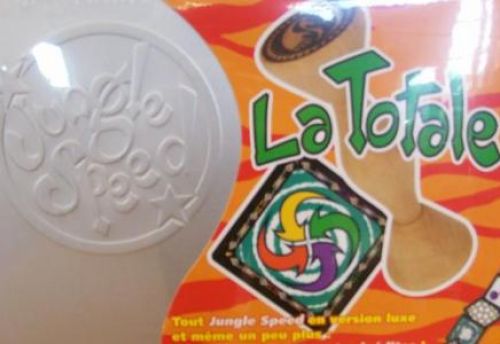 Jungle
Speed
La Totale
Tout Jungle Speed en version luxe
et même un peu plus...